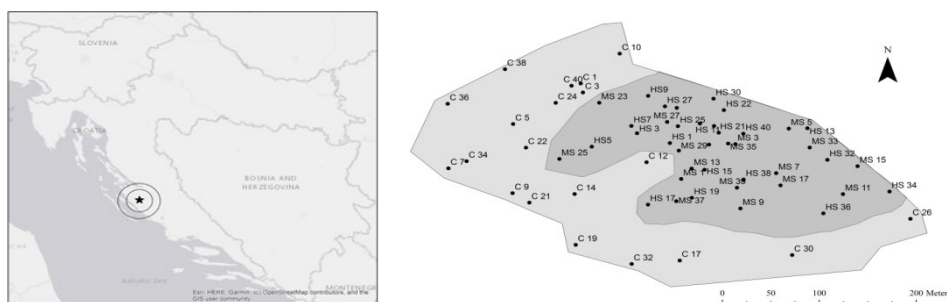 SLOVENIA
CROATIA
BOSNIA AND
HERZEGOVINA
Adriatic Sea
MONTENEGR
Esri, HERE, Garmin, (c) OpenStreetMap contributors, and the
GIS user community
N
C 10
C 38
C 40
C 1
C 3
C 36
C 24
MS 23
HS9
HS 30
HS 27
HS 22
C 5
HS7
MS 27
HS 25
HS 21
HS 40
MS 5
HS 13
HS 3
C 22
HS5
HS 1
MS 3
MS 33
MS 29
MS 35
MS 25
C 12
HS 32
MS 15
C 34
C 7
MS 13
HS 15
MS 7
HS 38
MS 1
MS 39
MS 17
HS 34
C 9
C 14
HS 19
MS 11
C 21
HS 17
MS 37
MS 9
HS 36
C 26
C 19
C 32
C 17
C 30
0 100 200 Meter